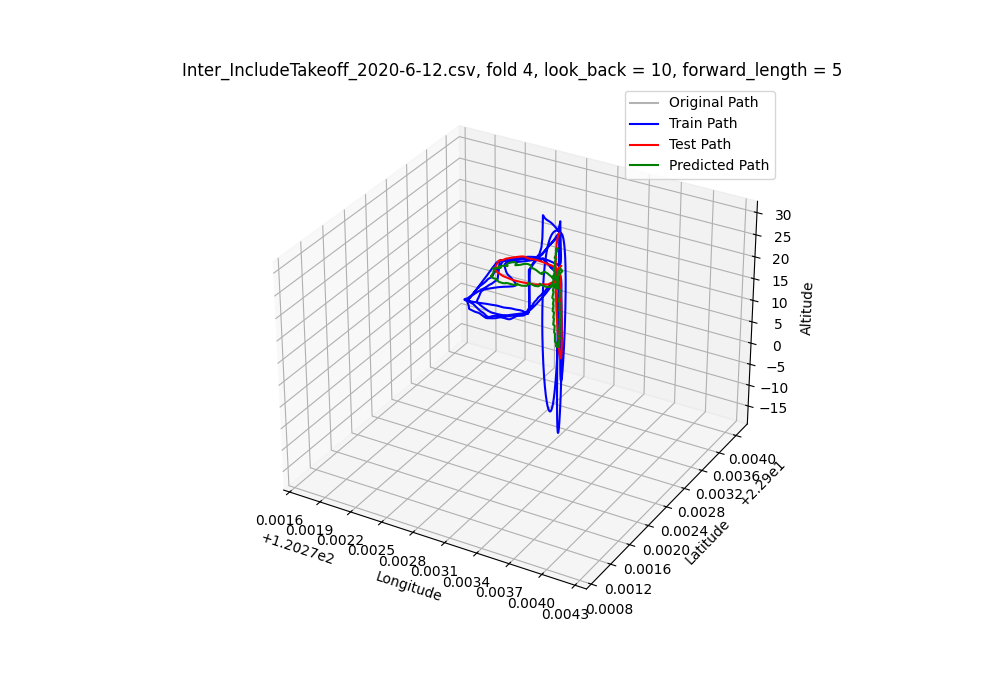 Inter_IncludeTakeoff_2020-6-12.csv, fold 4, look_back = 10, forward_length = 5
Original Path
Train Path
Test Path
Predicted Path
30
25
20
15
10
5
0
−5
−10
−15
Altitude
0.0040
0.0036
0.0032
0.0028
0.0024
0.0020
0.0016
0.0012
0.0008
+2.29e1
Latitude
0.0016
0.0019
0.0022
0.0025
0.0028
0.0031
0.0034
0.0037
0.0040
0.0043
+1.2027e2
Longitude